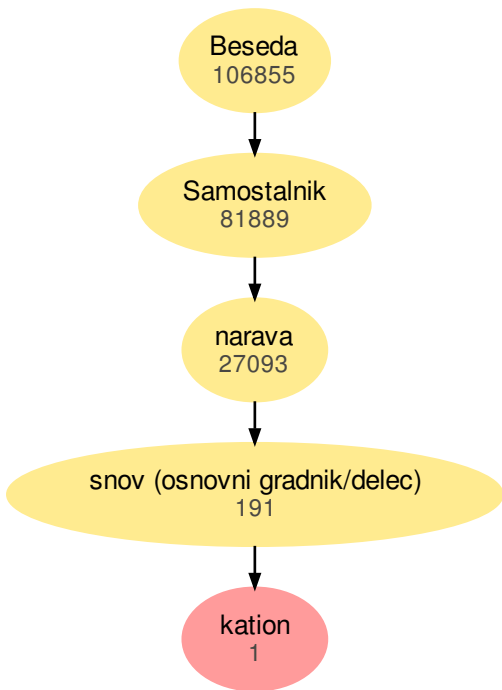 Beseda
106855
Samostalnik
81889
narava
27093
snov (osnovni gradnik/delec)
191
kation
1